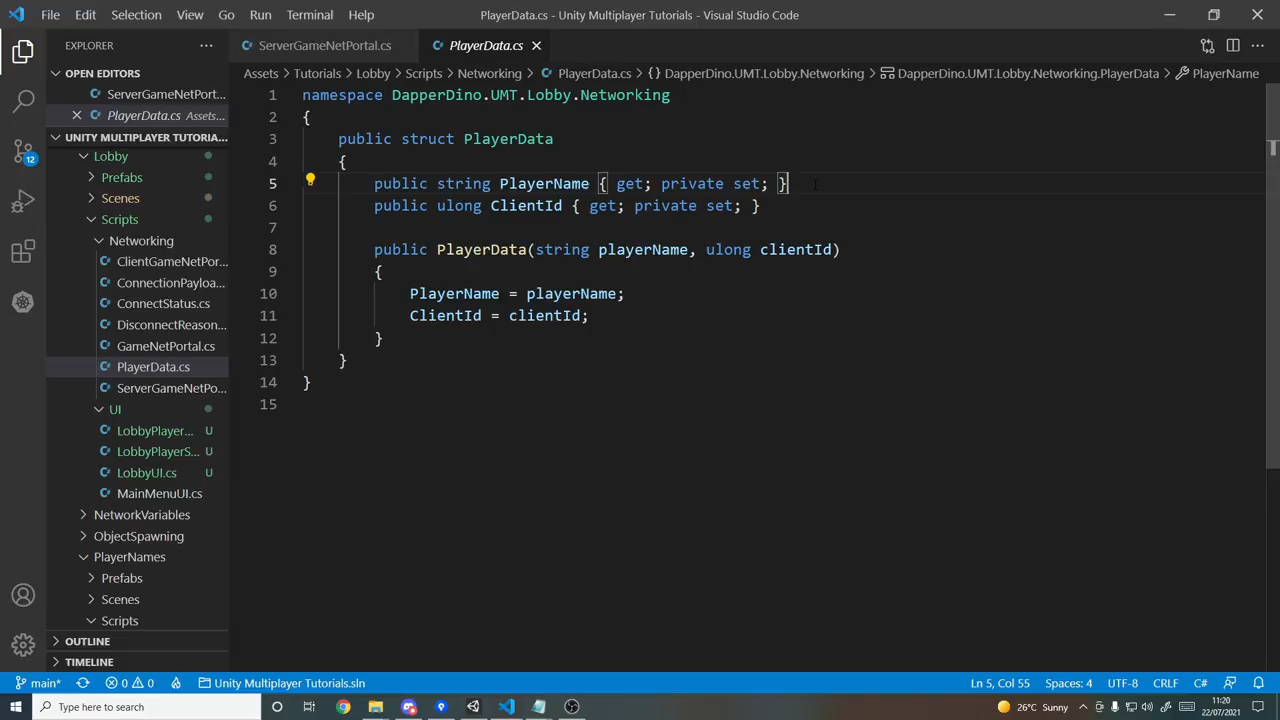 File Edit Selection View Go Run Terminal Help PlayerData.cs - Unity Multiplayer Tutorials - Visual Studio Code
EXPLORER
ServerGameNetPortal.cs PlayerData.cs
OPEN EDITORS
ServerGameNetPort...
PlayerData.cs Assets...
UNITY MULTIPLAYER TUTORIA...
Lobby
Prefabs
Scenes
Scripts
Networking
ClientGameNetPor...
ConnectionPayloa...
ConnectStatus.cs
DisconnectReason...
GameNetPortal.cs
PlayerData.cs
ServerGameNetPo...
UI
LobbyPlayer... U
LobbyPlayerS... U
LobbyUI.cs U
MainMenuUI.cs
NetworkVariables
ObjectSpawning
PlayerNames
Prefabs
Scenes
Scripts
OUTLINE
TIMELINE
12
Assets > Tutorials > Lobby > Scripts > Networking > PlayerData.cs > {} DapperDino.UMT.Lobby.Networking > DapperDino.UMT.Lobby.Networking.PlayerData > PlayerName
1 namespace DapperDino.UMT.Lobby.Networking
2 {
3 public struct PlayerData
4 {
5 public string PlayerName { get; private set; }
6 public ulong ClientId { get; private set; }
7
8 public PlayerData(string playerName, ulong clientId)
9 {
10 PlayerName = playerName;
11 ClientId = clientId;
12 }
13 }
14 }
15
main* 0 0 Unity Multiplayer Tutorials.sln Ln 5, Col 55 Spaces: 4 UTF-8 CRLF C#
Type here to search 26°C Sunny 11:20
22/07/2021